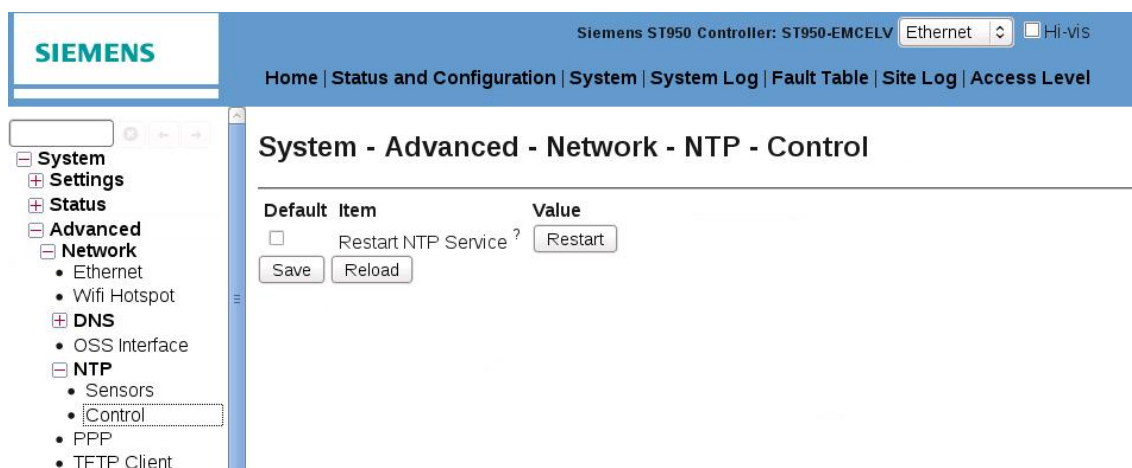 SIEMENS
Siemens ST950 Controller: ST950-EMCELV Ethernet Hi-vis
Home | Status and Configuration | System | System Log | Fault Table | Site Log | Access Level
System
Settings
Status
Advanced
Network
Ethernet
Wifi Hotspot
DNS
OSS Interface
NTP
Sensors
Control
PPP
TFTP Client
System - Advanced - Network - NTP - Control
Default Item Value
Restart NTP Service ? Restart
Save Reload